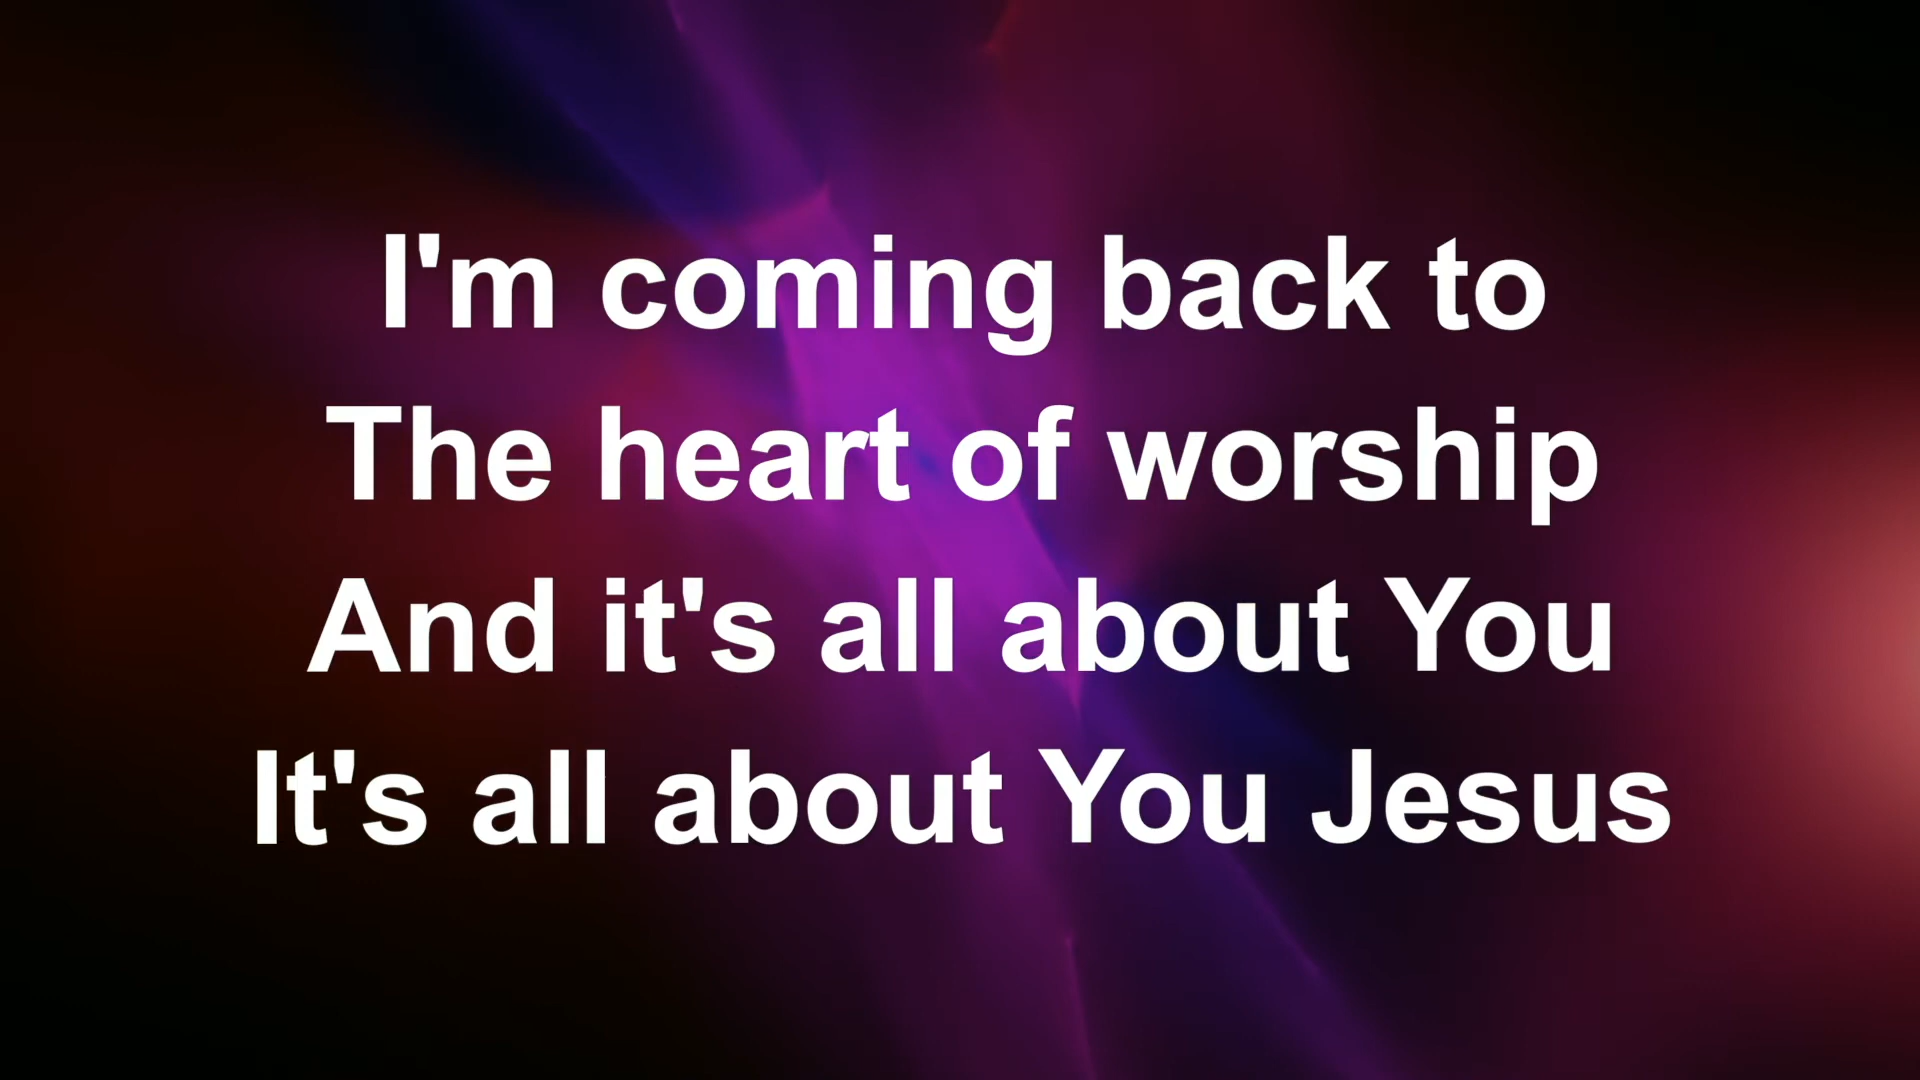 I'm coming back to
The heart of worship
And it's all about You
It's all about You Jesus